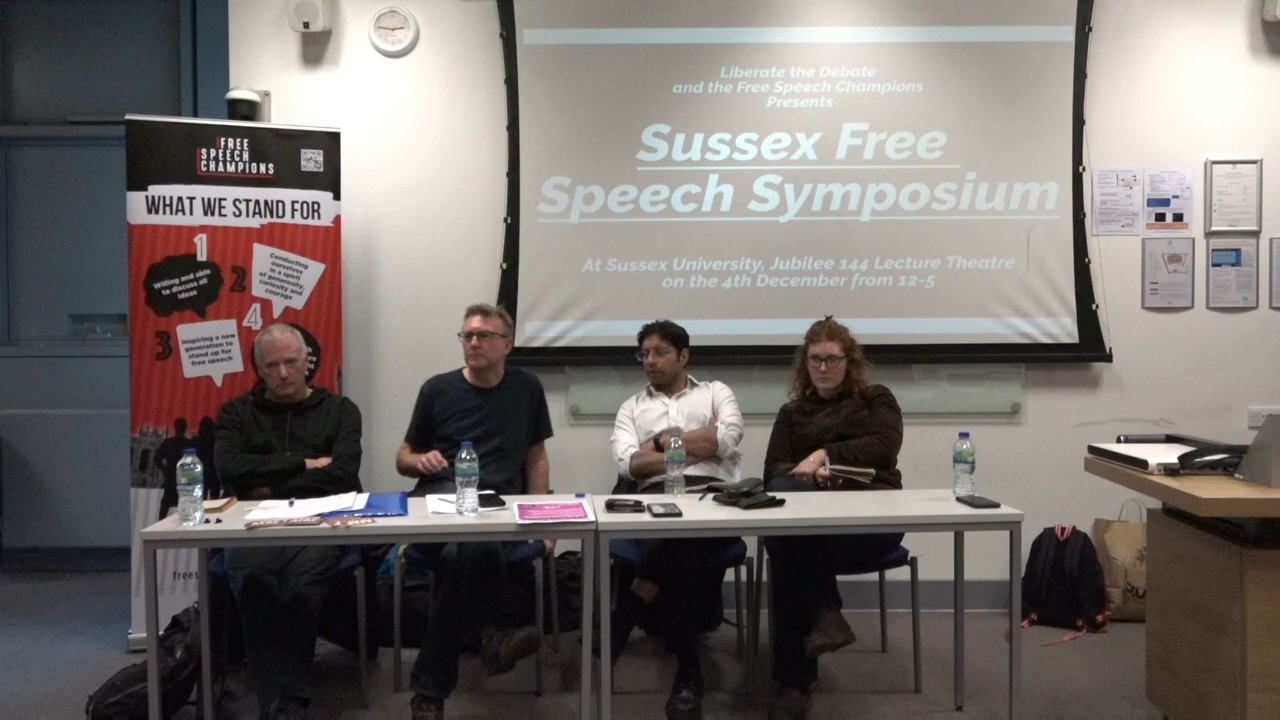 FREE
SPEECH
CHAMPIONS
WHAT WE STAND FOR
1
Willing and able
to discuss all
ideas
2
Conducting
ourselves
in a spirit
of generosity,
curiosity and
courage
3
Inspiring a new
generation to
stand up for
free speech
4
frees
Liberate the Debate
and the Free Speech Champions
Presents
Sussex Free
Speech Symposium
At Sussex University, Jubilee 144 Lecture Theatre
on the 4th December from 12-5